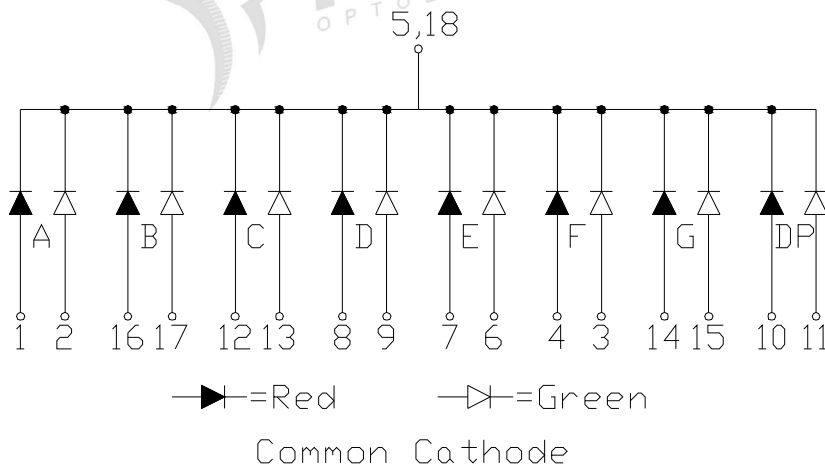 OPTO
5,18
A B C D E F G DP
1 2 16 17 12 13 8 9 7 6 4 3 14 15 10 11
=Red =Green
Common Cathode